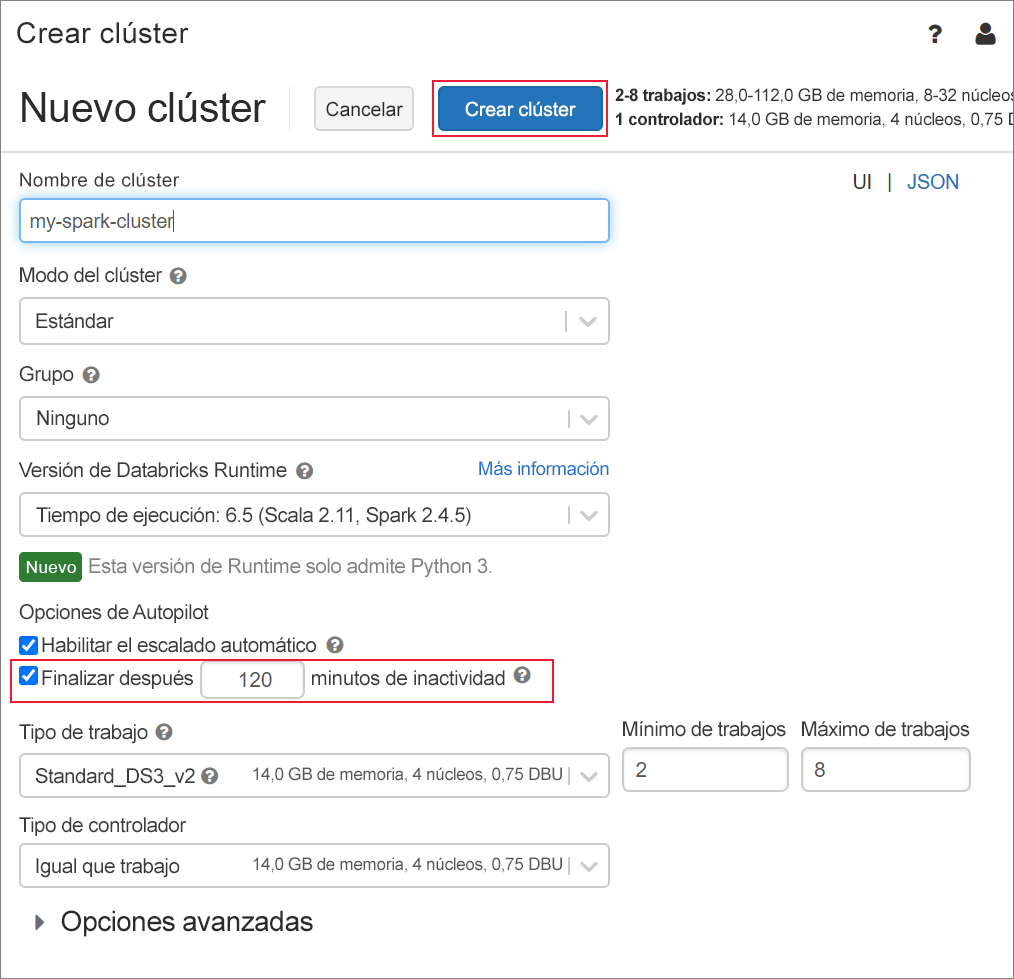 Crear clúster
?
Nuevo clúster
Cancelar
Crear clúster
2-8 trabajos: 28,0-112,0 GB de memoria, 8-32 núcleos
1 controlador: 14,0 GB de memoria, 4 núcleos, 0,75
Nombre de clúster
UI | JSON
my-spark-cluster
Modo del clúster ?
Estándar
Grupo ?
Ninguno
Versión de Databricks Runtime ?
Más información
Tiempo de ejecución: 6.5 (Scala 2.11, Spark 2.4.5)
Nuevo Esta versión de Runtime solo admite Python 3.
Opciones de Autopilot
Habilitar el escalado automático ?
Finalizar después 120 minutos de inactividad ?
Tipo de trabajo ?
Mínimo de trabajos
Máximo de trabajos
Standard_DS3_v2 ? 14,0 GB de memoria, 4 núcleos, 0,75 DBU
2
8
Tipo de controlador
Igual que trabajo 14,0 GB de memoria, 4 núcleos, 0,75 DBU
Opciones avanzadas